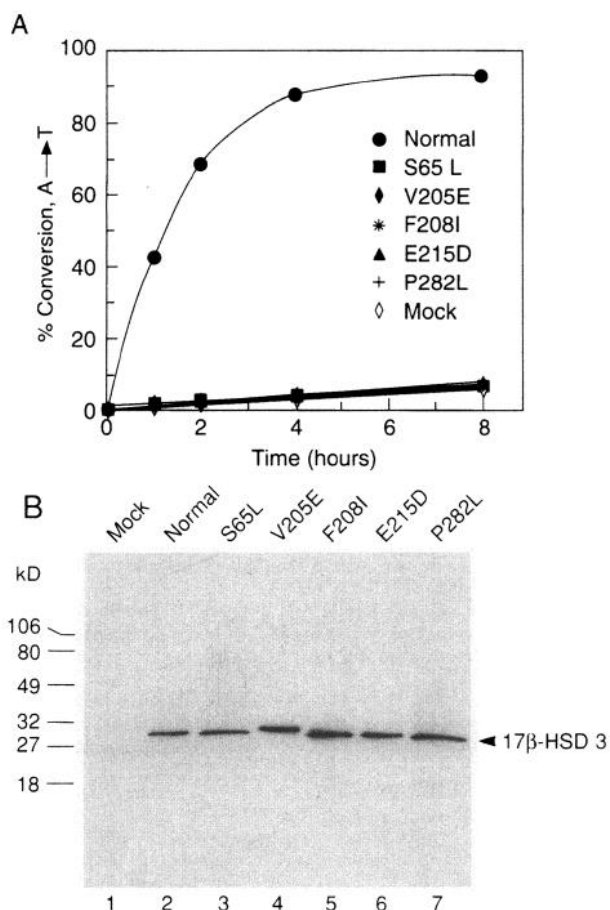 A
% Conversion, A → T
100
80
60
40
20
0
0 2 4 6 8
Time (hours)
Normal
S65 L
V205E
F208I
E215D
P282L
Mock
B
Mock Normal S65L V205E F208I E215D P282L
kD
106
80
49
32
27
18
17β-HSD 3
1 2 3 4 5 6 7